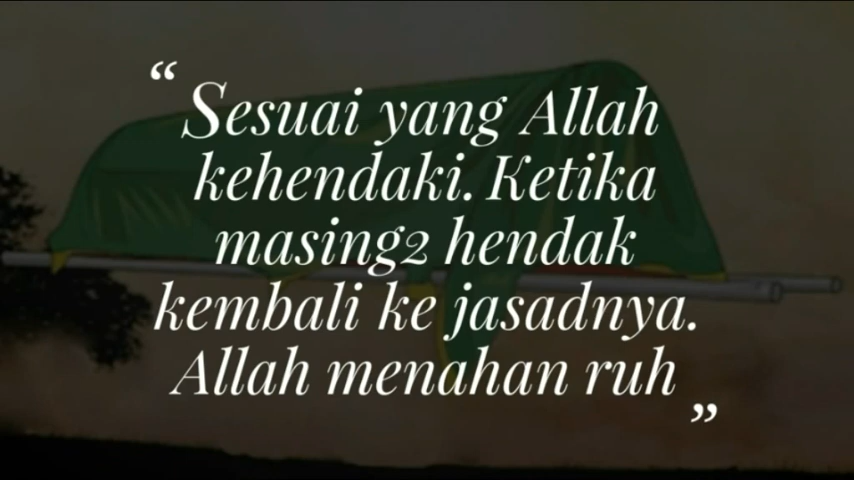 “ Sesuai yang Allah
kehendaki. Ketika
masing2 hendak
kembali ke jasadnya.
Allah menahan ruh ”